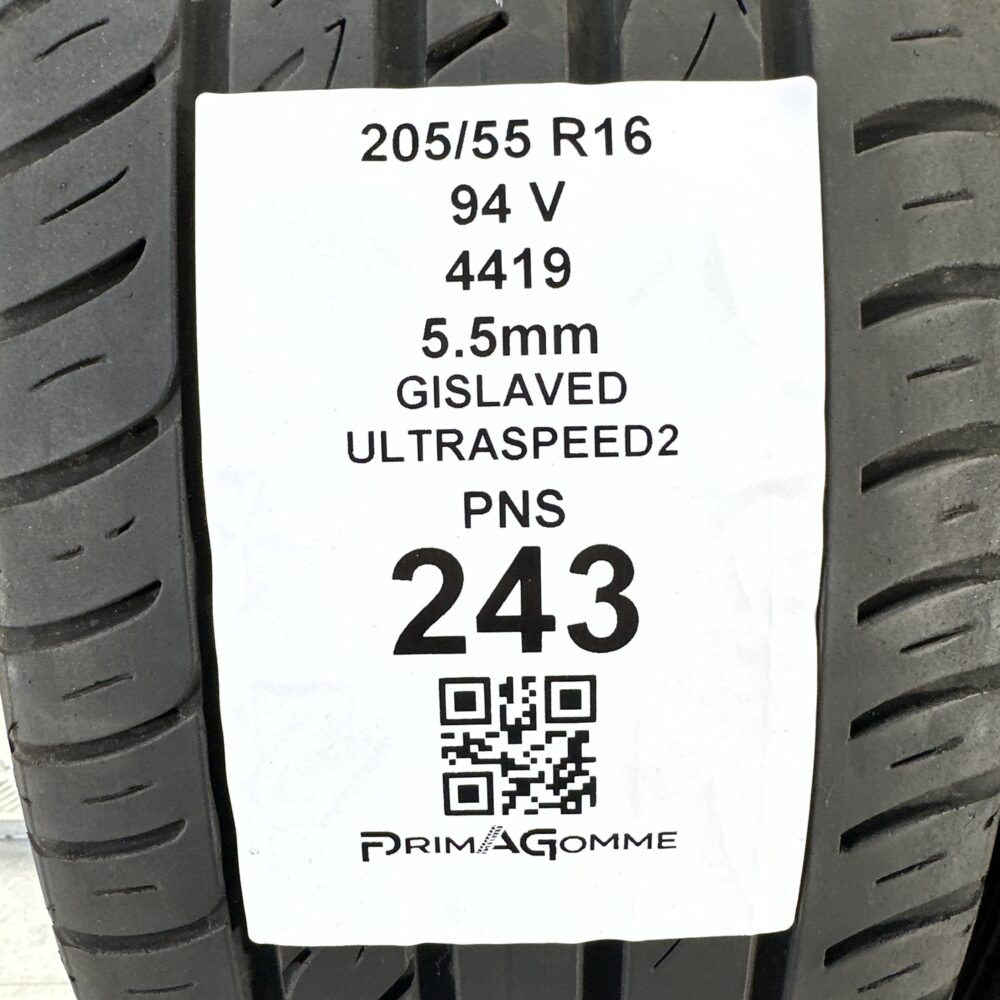 205/55 R16
94 V
4419
5.5mm
GISLAVED
ULTRASPEED2
PNS
243
PRIMAGOMME